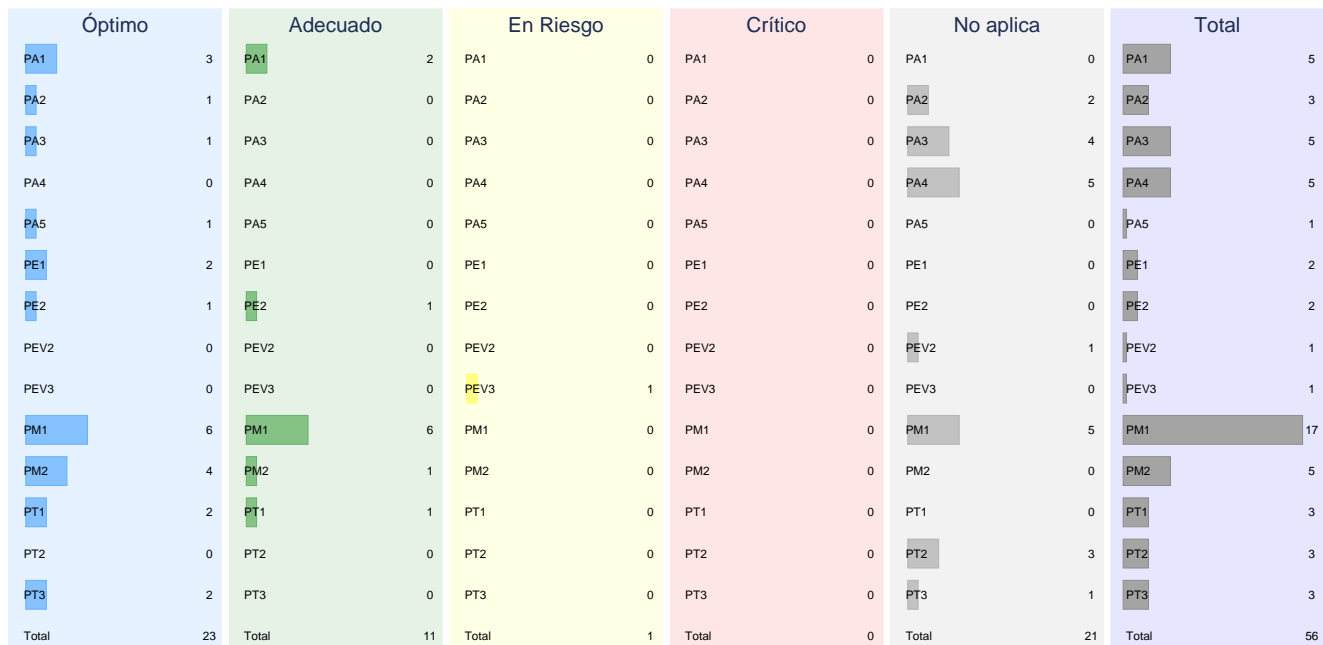 Óptimo Adecuado En Riesgo Crítico No aplica Total
PA1 3 PA1 2 PA1 0 PA1 0 PA1 0 PA1 5
PA2 1 PA2 0 PA2 0 PA2 0 PA2 2 PA2 3
PA3 1 PA3 0 PA3 0 PA3 0 PA3 4 PA3 5
PA4 0 PA4 0 PA4 0 PA4 0 PA4 5 PA4 5
PA5 1 PA5 0 PA5 0 PA5 0 PA5 0 PA5 1
PE1 2 PE1 0 PE1 0 PE1 0 PE1 0 PE1 2
PE2 1 PE2 1 PE2 0 PE2 0 PE2 0 PE2 2
PEV2 0 PEV2 0 PEV2 0 PEV2 0 PEV2 1 PEV2 1
PEV3 0 PEV3 0 PEV3 1 PEV3 0 PEV3 0 PEV3 1
PM1 6 PM1 6 PM1 0 PM1 0 PM1 5 PM1 17
PM2 4 PM2 1 PM2 0 PM2 0 PM2 0 PM2 5
PT1 2 PT1 1 PT1 0 PT1 0 PT1 0 PT1 3
PT2 0 PT2 0 PT2 0 PT2 0 PT2 3 PT2 3
PT3 2 PT3 0 PT3 0 PT3 0 PT3 1 PT3 3
Total 23 Total 11 Total 1 Total 0 Total 21 Total 56